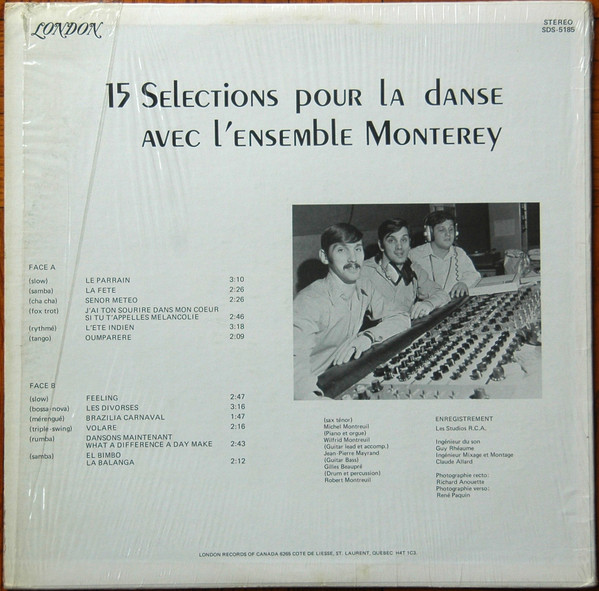 LONDON
STEREO
SDS-5185
15 Selections pour la danse
avec l'ensemble Monterey
FACE A
(slow) LE PARRAIN 3:10
(samba) LA FETE 2:26
(cha cha) SENOR METEO 2:26
(fox trot) J'AI TON SOURIRE DANS MON COEUR
SI TU T'APPELLES MELANCOLIE 2:46
(rythmé) L'ETE INDIEN 3:18
(tango) OUMPARERE 2:09
FACE B
(slow) FEELING 2:47
(bossa-nova) LES DIVORSES 3:16
(mérengué) BRAZILIA CARNAVAL 1:47
(triple-swing) VOLARE 2:16
(rumba) DANSONS MAINTENANT
WHAT A DIFFERENCE A DAY MAKE 2:43
(samba) EL BIMBO
LA BALANGA 2:12
(sax ténor)
Michel Montreuil
(Piano et orgue)
Wilfrid Montreuil
(Guitar lead et accomp.)
Jean-Pierre Mayrand
(Guitar Bass)
Gilles Beaupré
(Drum et percussion)
Robert Montreuil
ENREGISTREMENT
Les Studios R.C.A.
Ingénieur du son
Guy Rhéaume
Ingénieur Mixage et Montage
Claude Allard
Photographie recto:
Richard Anouette
Photographie verso:
René Paquin
LONDON RECORDS OF CANADA 6265 COTE DE LIESSE, ST. LAURENT, QUEBEC H4T 1C3.